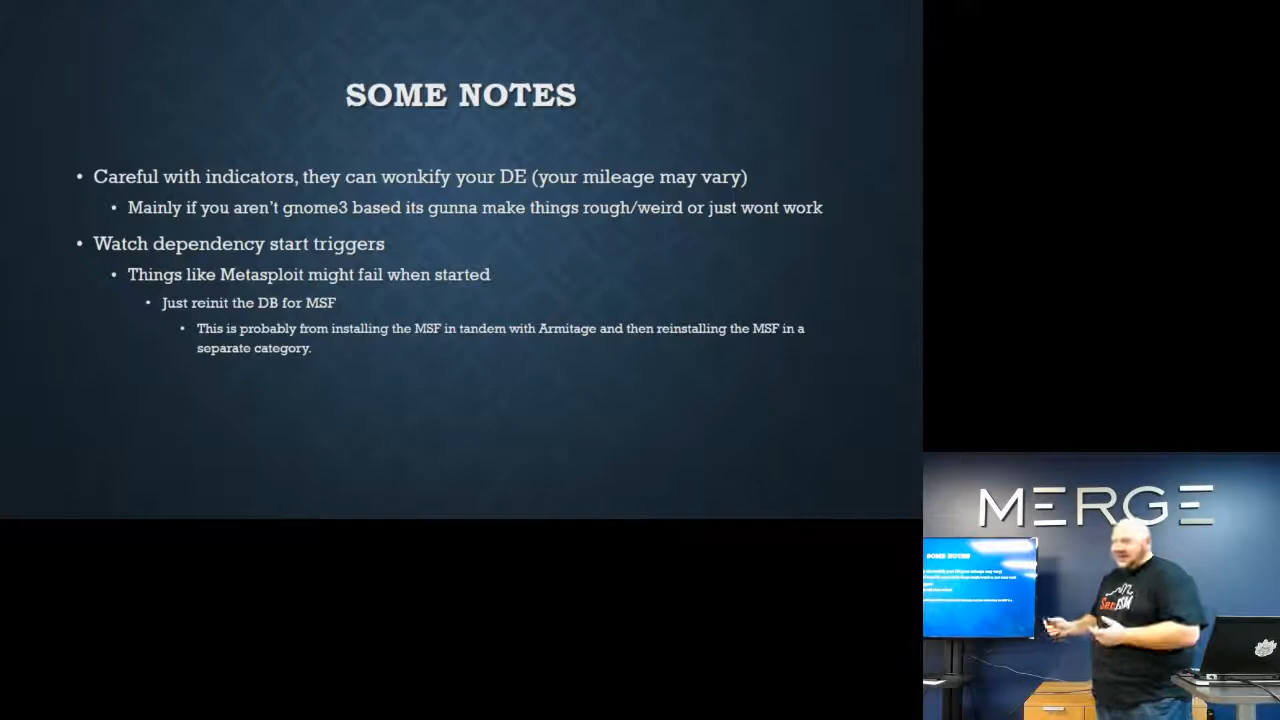 SOME NOTES
• Careful with indicators, they can wonkify your DE (your mileage may vary)
• Mainly if you aren't gnome3 based its gunna make things rough/weird or just wont work
• Watch dependency start triggers
• Things like Metasploit might fail when started
• Just reinit the DB for MSF
• This is probably from installing the MSF in tandem with Armitage and then reinstalling the MSF in a
separate category.
MERGE
SOME NOTES